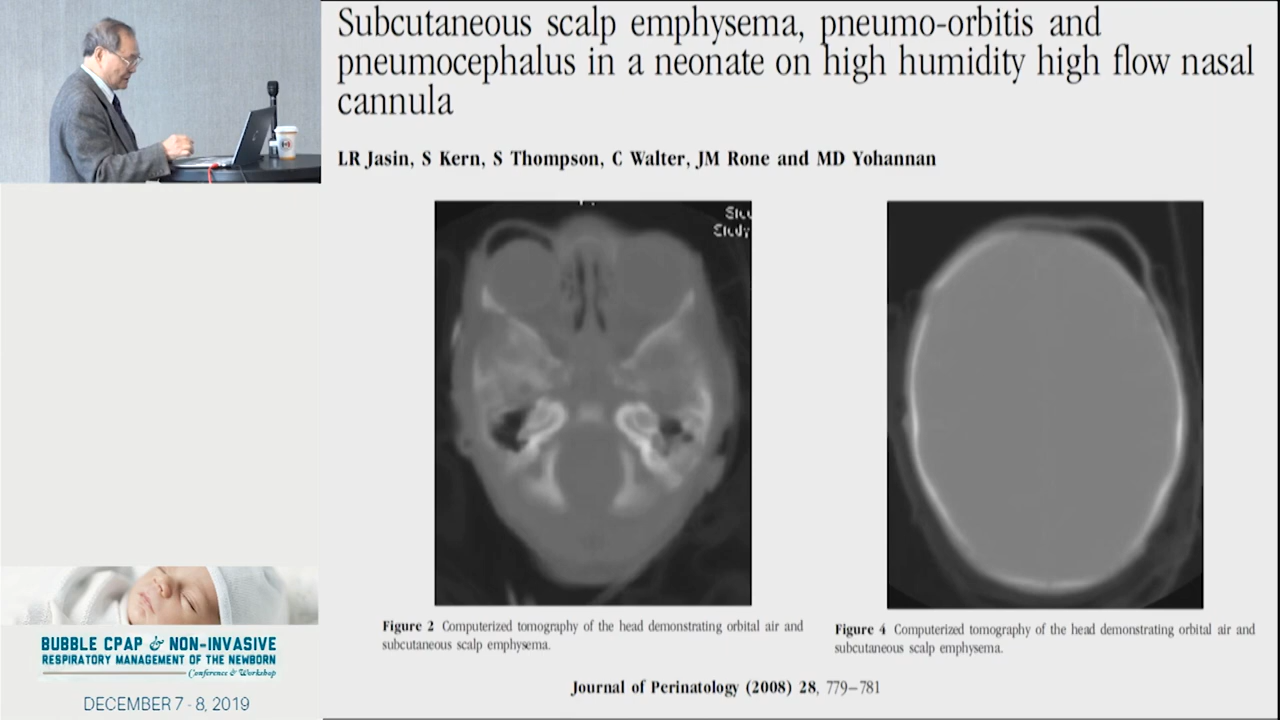 Subcutaneous scalp emphysema, pneumo-orbitis and
pneumocephalus in a neonate on high humidity high flow nasal
cannula
LR Jasin, S Kern, S Thompson, C Walter, JM Rone and MD Yohannan
Study
Figure 2 Computerized tomography of the head demonstrating orbital air and
subcutaneous scalp emphysema.
Figure 4 Computerized tomography of the head demonstrating orbital air and
subcutaneous scalp emphysema.
Journal of Perinatology (2008) 28, 779–781
BUBBLE CPAP & NON-INVASIVE
RESPIRATORY MANAGEMENT OF THE NEWBORN
Conference & Workshop
DECEMBER 7 - 8, 2019